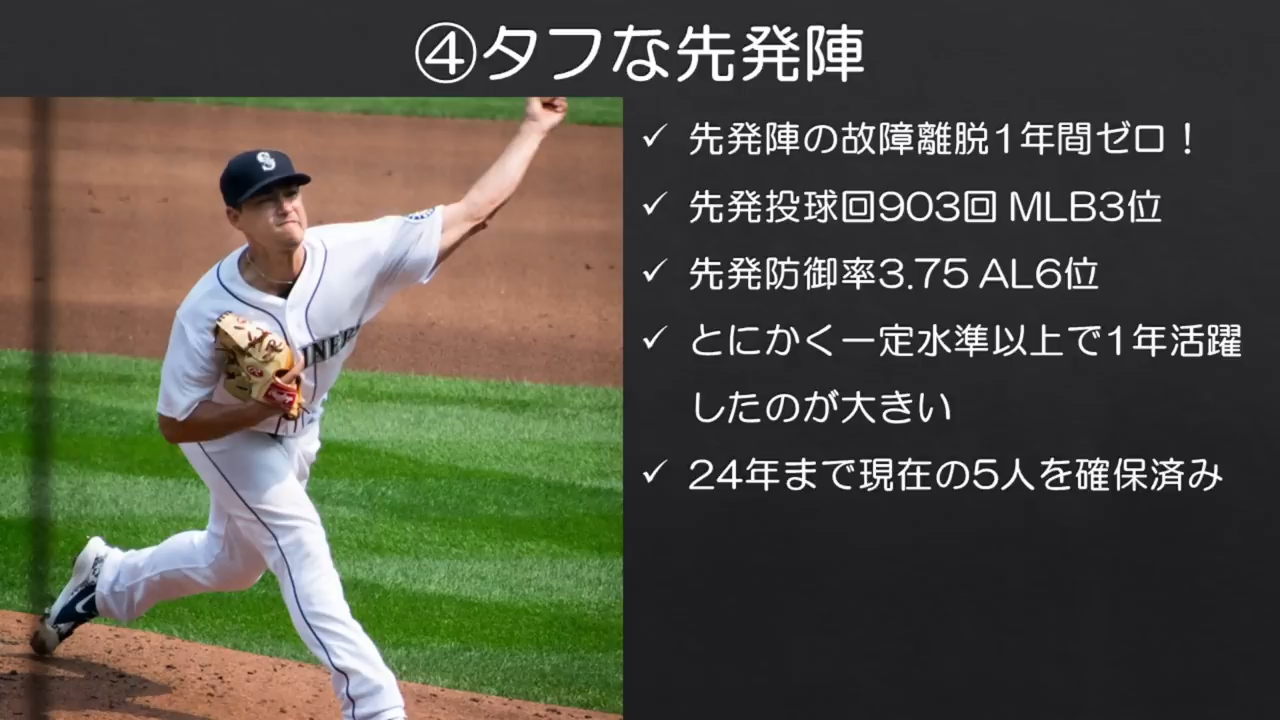 ④タフな先発陣
✓ 先発陣の故障離脱1年間ゼロ！
✓ 先発投球回903回 MLB3位
✓ 先発防御率3.75 AL6位
✓ とにかく一定水準以上で1年活躍
したのが大きい
✓ 24年まで現在の5人を確保済み
S
INER